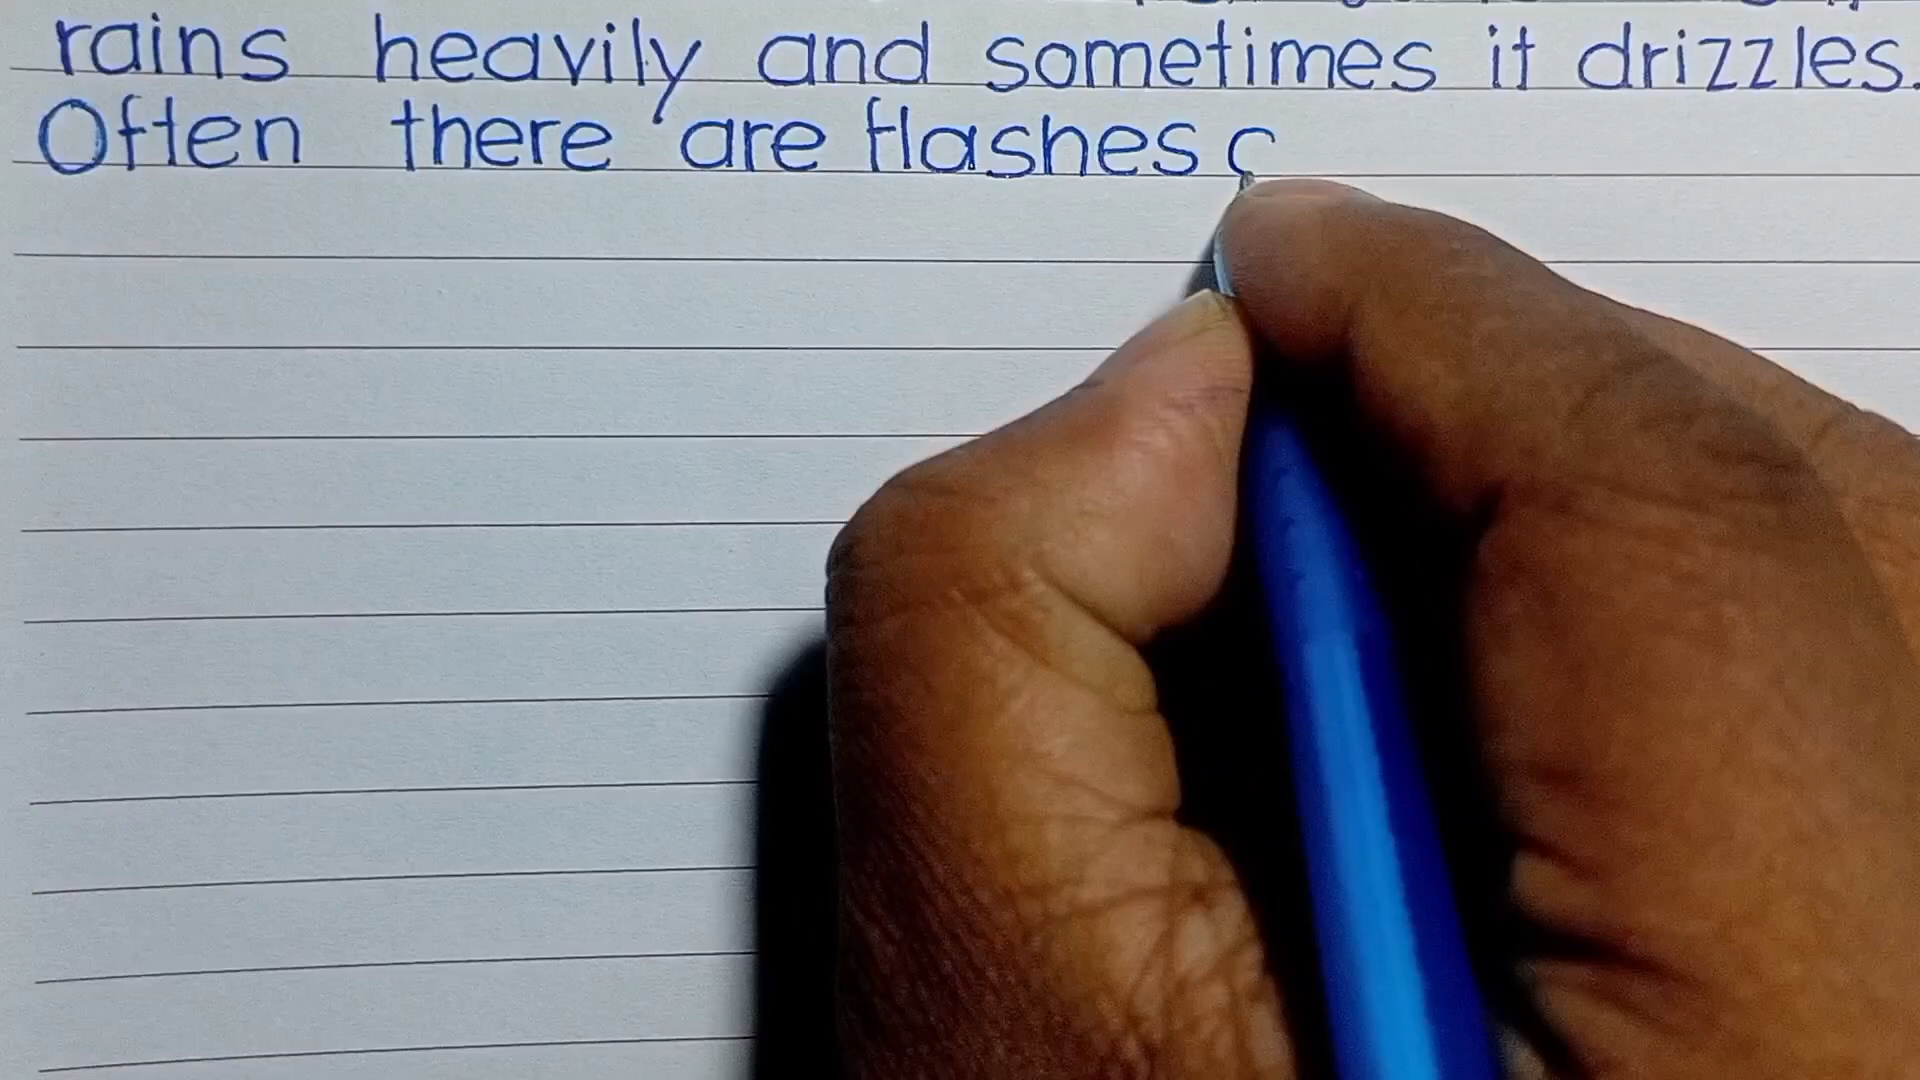 rains heavily and sometimes it drizzles.
Often there are flashes